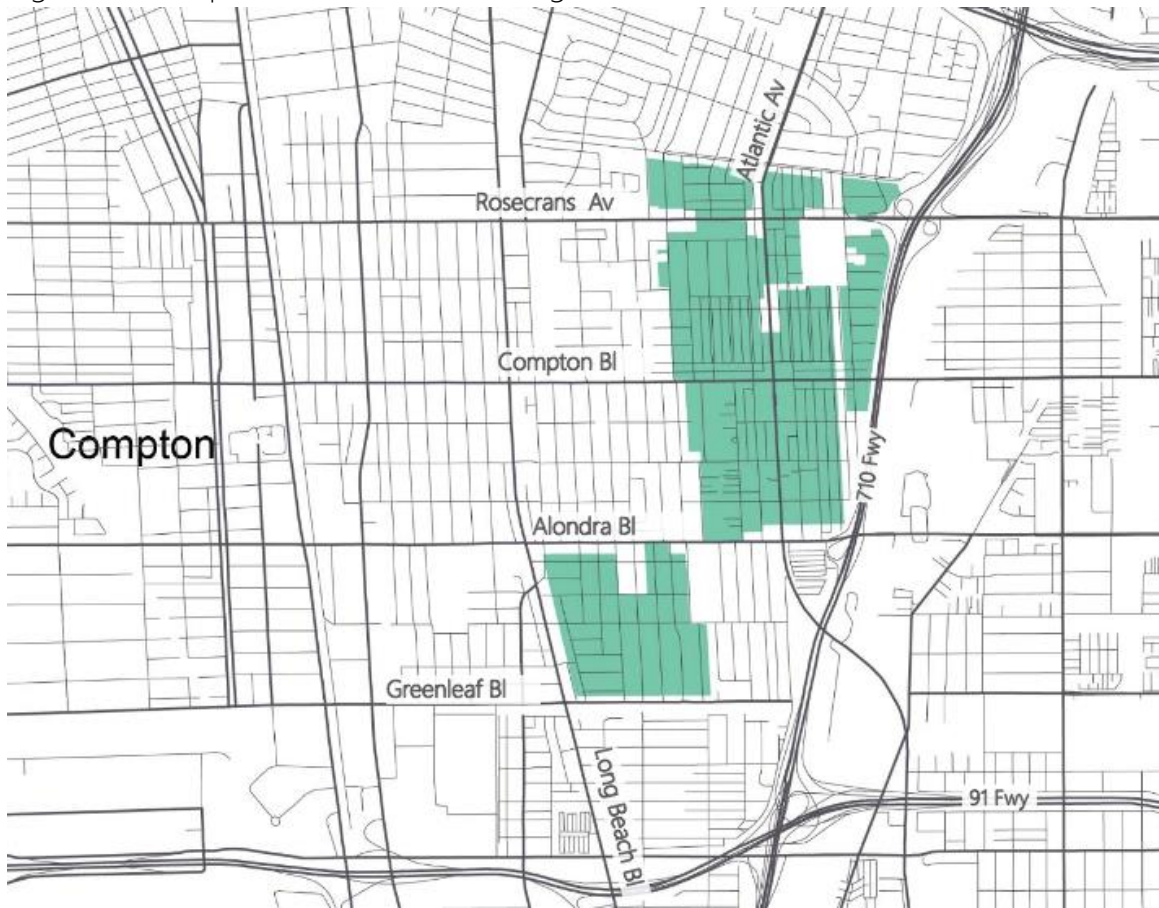 Atlantic Av
Rosecrans Av
Compton Bl
Compton
710 Fwy
Alondra Bl
Greenleaf Bl
Long Beach Bl
91 Fwy